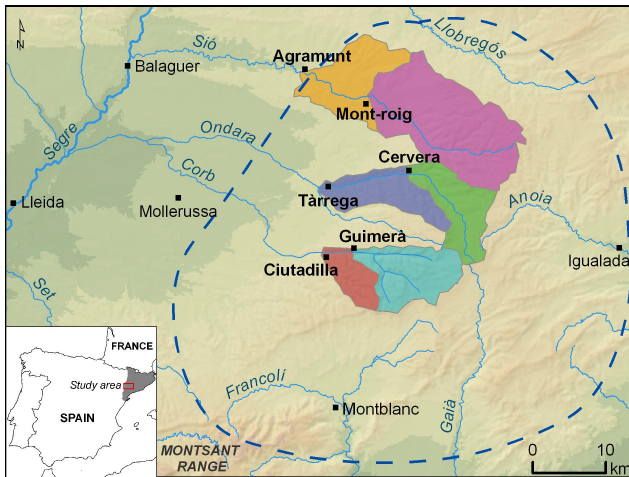 N
Llobregós
Sió
Agramunt
Balaguer
Segre
Mont-roig
Ondara
Cervera
Corb
Tàrrega
Anoia
Lleida
Mollerussa
Guimerà
Igualada
Ciutadilla
Set
FRANCE
Study area
SPAIN
Francolí
Montblanc
Gaià
MONTSANT
RANGE
0 10
km